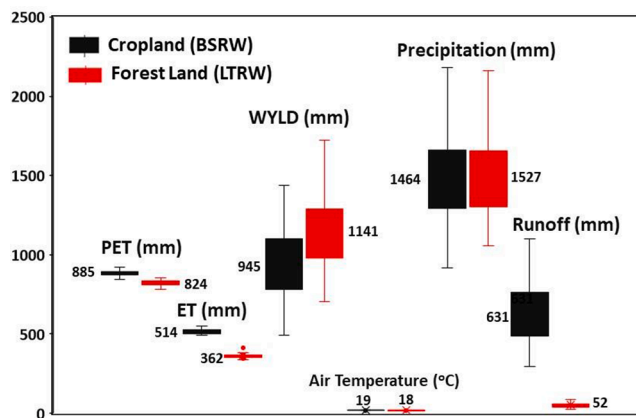 2500
2000
1500
1000
500
0
Cropland (BSRW)
Forest Land (LTRW)
PET (mm)
885
824
ET (mm)
514
362
WYLD (mm)
945
1141
Air Temperature (°C)
19
18
Precipitation (mm)
1464
1527
Runoff (mm)
631
631
52